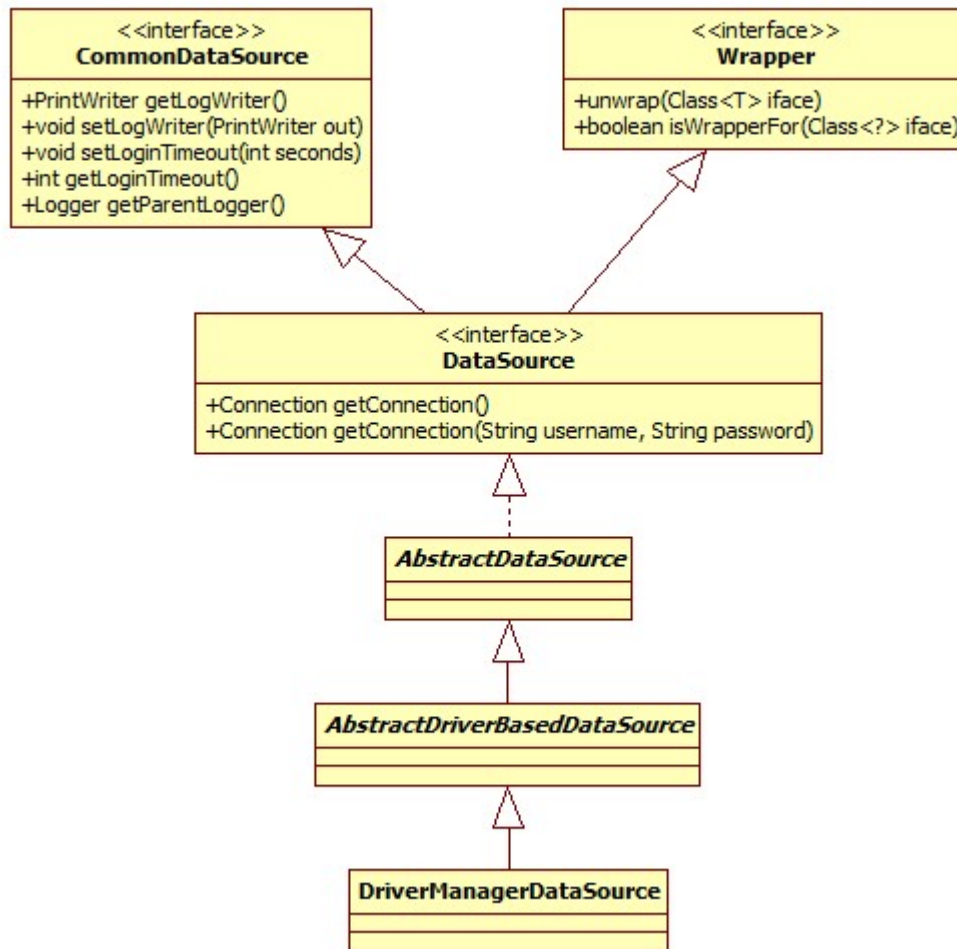 <<interface>>
CommonDataSource
+PrintWriter getLogWriter()
+void setLogWriter(PrintWriter out)
+void setLoginTimeout(int seconds)
+int getLoginTimeout()
+Logger getParentLogger()
<<interface>>
Wrapper
+unwrap(Class<T> iface)
+boolean isWrapperFor(Class<?> iface)
<<interface>>
DataSource
+Connection getConnection()
+Connection getConnection(String username, String password)
AbstractDataSource
AbstractDriverBasedDataSource
DriverManagerDataSource